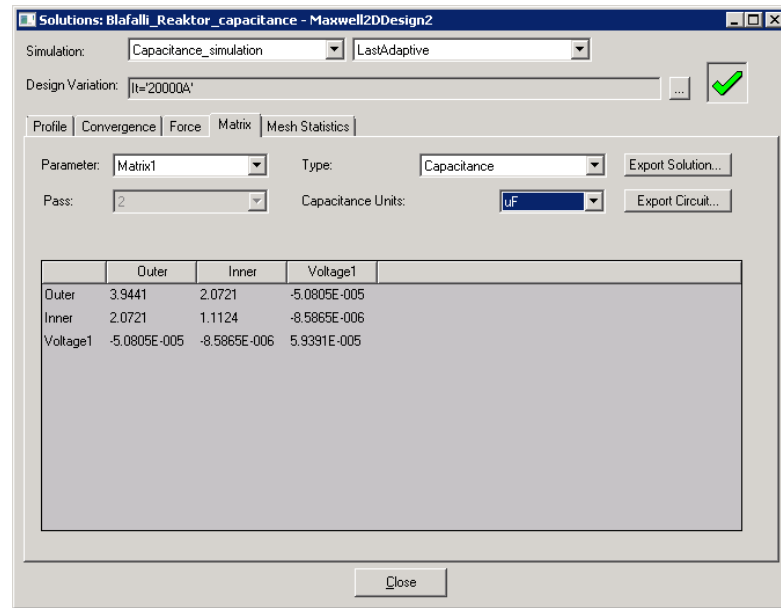 Solutions: Blafalli_Reaktor_capacitance - Maxwell2DDesign2
Simulation: Capacitance_simulation LastAdaptive
Design Variation: It='20000A' ...
Profile Convergence Force Matrix Mesh Statistics
Parameter: Matrix1 Type: Capacitance Export Solution...
Pass: 2 Capacitance Units: uF Export Circuit...
Outer Inner Voltage1
Outer 3.9441 2.0721 -5.0805E-005
Inner 2.0721 1.1124 -8.5865E-006
Voltage1 -5.0805E-005 -8.5865E-006 5.9391E-005
Close